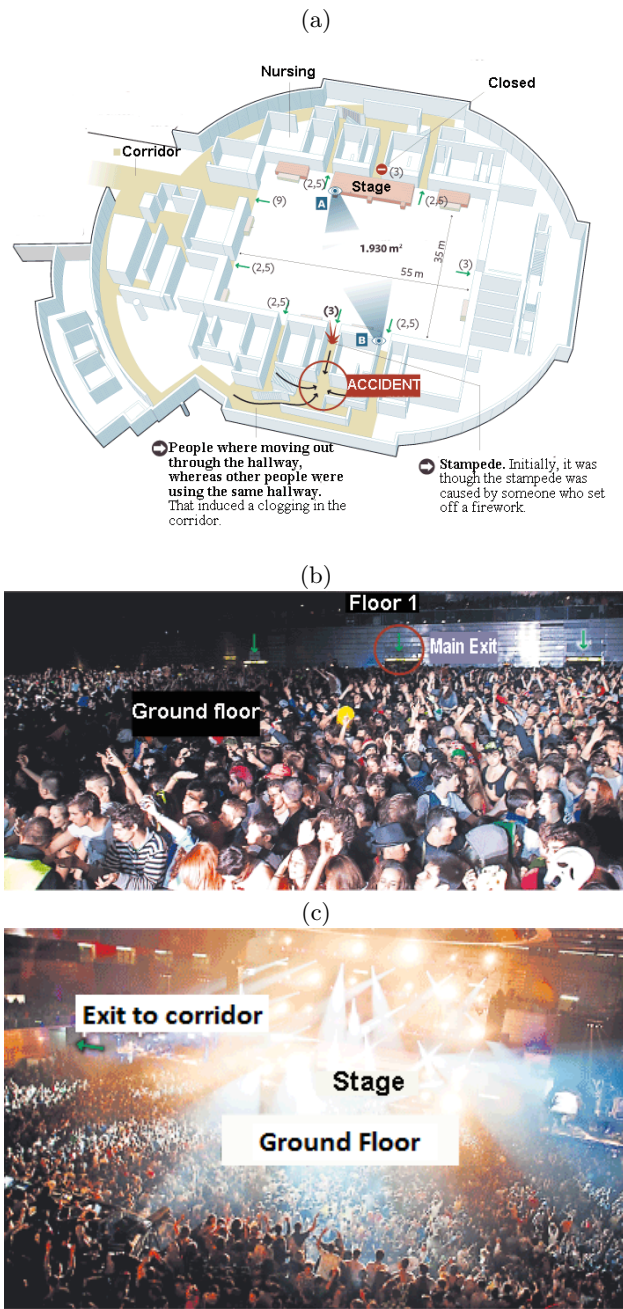 (a)
Nursing
Closed
Corridor
(3)
(2,5)
Stage
(2,5)
A
(9)
1.930 m²
35 m
(2,5)
55 m
(3)
(2,5)
(3)
(2,5)
B
ACCIDENT
People where moving out
through the hallway,
whereas other people were
using the same hallway.
That induced a clogging in the
corridor.
Stampede. Initially, it was
though the stampede was
caused by someone who set
off a firework.
(b)
Floor 1
Main Exit
Ground floor
(c)
Exit to corridor
Stage
Ground Floor